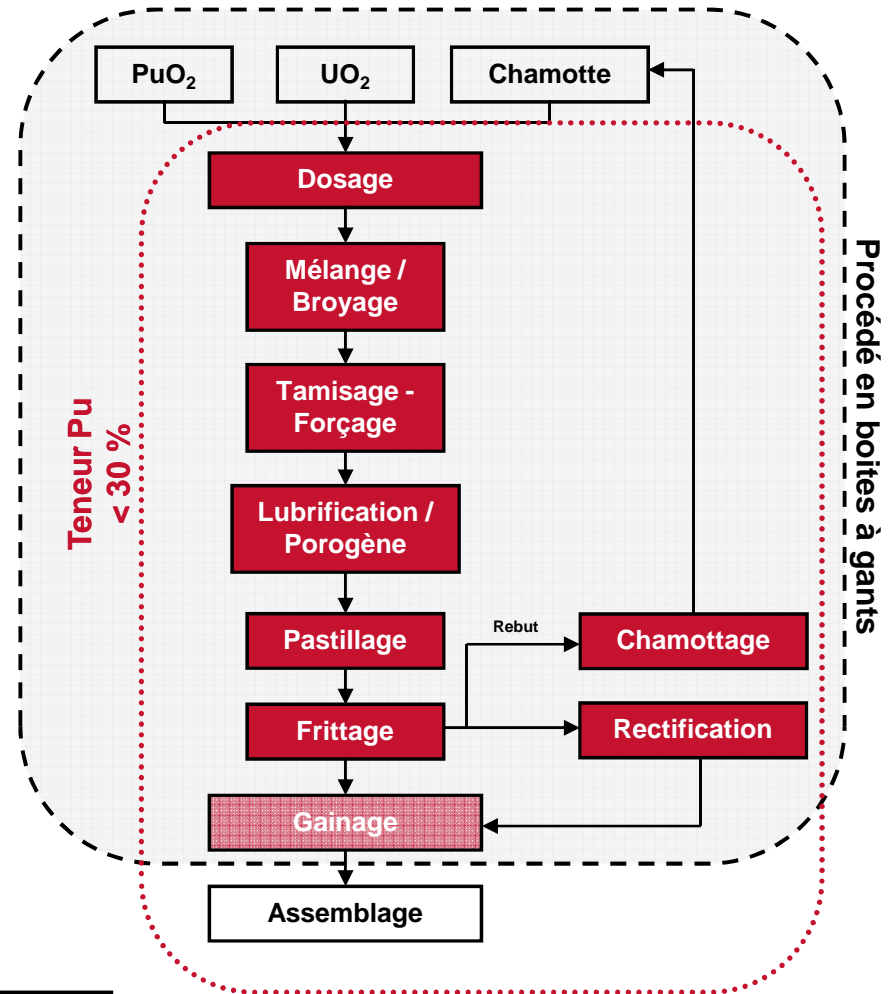 PuO₂
UO₂
Chamotte
Dosage
Mélange /
Broyage
Tamisage -
Forçage
Lubrification /
Porogène
Pastillage
Rebut
Chamottage
Frittage
Rectification
Gainage
Assemblage
Teneur Pu
< 30 %
Procédé en boites à gants